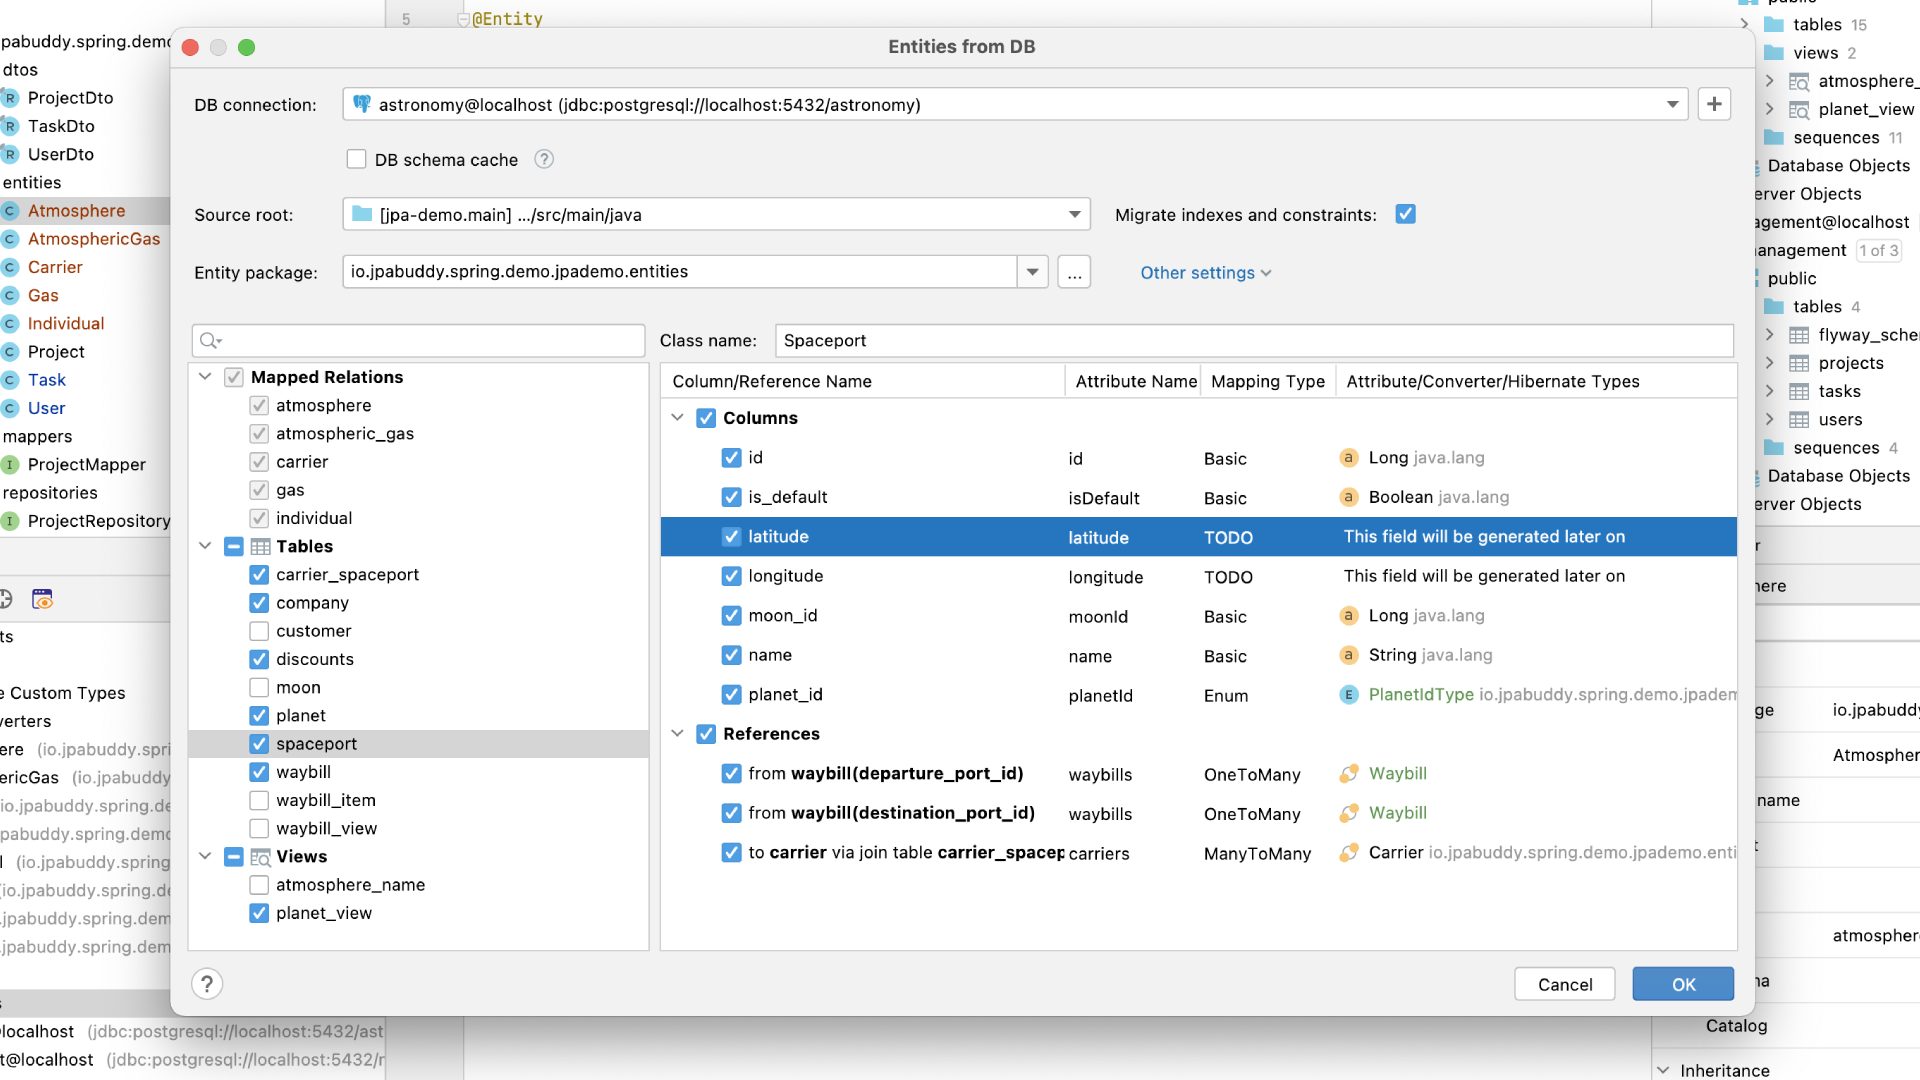 5 @Entity
Entities from DB
DB connection: astronomy@localhost (jdbc:postgresql://localhost:5432/astronomy) +
DB schema cache ?
Source root: [jpa-demo.main] .../src/main/java
Migrate indexes and constraints:
Entity package: io.jpabuddy.spring.demo.jpademo.entities ...
Other settings
Class name: Spaceport
Mapped Relations
atmosphere
atmospheric_gas
carrier
gas
individual
Tables
carrier_spaceport
company
customer
discounts
moon
planet
spaceport
waybill
waybill_item
waybill_view
Views
atmosphere_name
planet_view
Column/Reference Name Attribute Name Mapping Type Attribute/Converter/Hibernate Types
Columns
id id Basic a Long java.lang
is_default isDefault Basic a Boolean java.lang
latitude latitude TODO This field will be generated later on
longitude longitude TODO This field will be generated later on
moon_id moonId Basic a Long java.lang
name name Basic a String java.lang
planet_id planetId Enum E PlanetIdType io.jpabuddy.spring.demo.jpadem
References
from waybill(departure_port_id) waybills OneToMany Waybill
from waybill(destination_port_id) waybills OneToMany Waybill
to carrier via join table carrier_spacep carriers ManyToMany Carrier io.jpabuddy.spring.demo.jpademo.enti
? Cancel OK
pabuddy.spring.demo
dtos
R ProjectDto
R TaskDto
R UserDto
entities
C Atmosphere
C AtmosphericGas
C Carrier
C Gas
C Individual
C Project
C Task
C User
mappers
I ProjectMapper
repositories
I ProjectRepository
ts
e Custom Types
verters
ere (io.jpabuddy.spri
ericGas (io.jpabuddy
io.jpabuddy.spring.de
pabuddy.spring.demo
l (io.jpabuddy.spring
io.jpabuddy.spring.de
.jpabuddy.spring.dem
.jpabuddy.spring.dem
s
localhost (jdbc:postgresql://localhost:5432/ast
t@localhost (jdbc:postgresql://localhost:5432/r
public
tables 15
views 2
atmosphere_
planet_view
sequences 11
Database Objects
erver Objects
agement@localhost
anagement 1 of 3
public
tables 4
flyway_sche
projects
tasks
users
sequences 4
Database Objects
erver Objects
r
here
ge io.jpabuddy
Atmospher
name
t
atmosphere
ma
Catalog
Inheritance